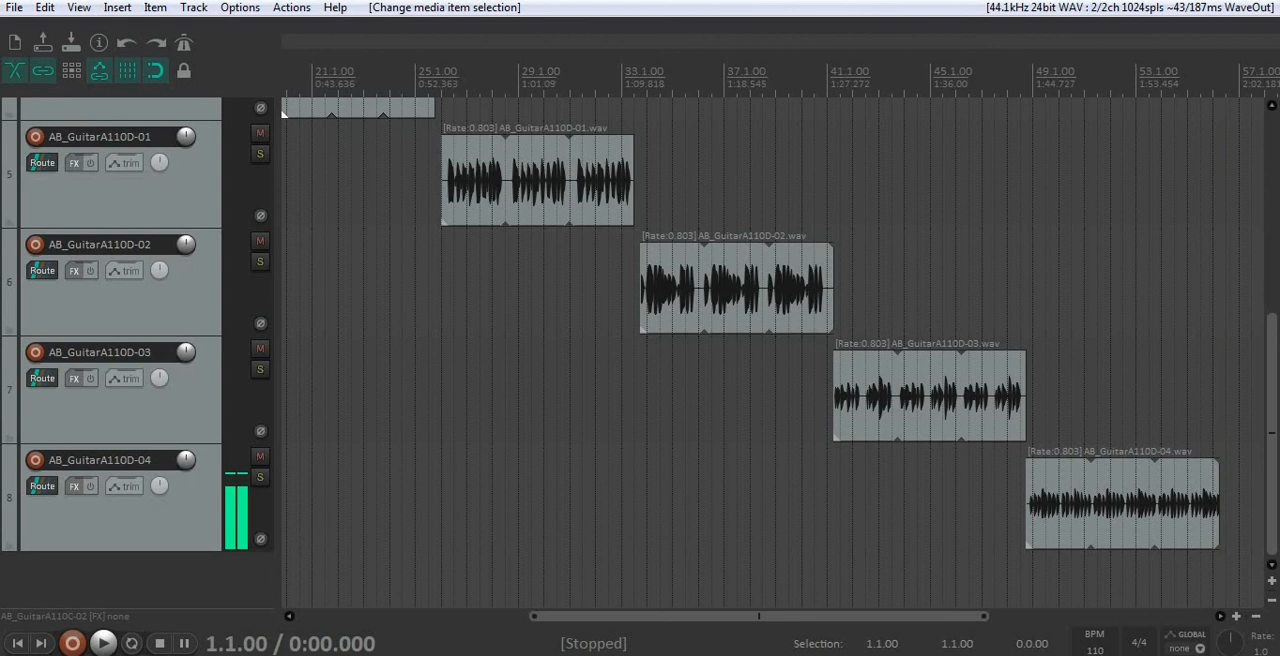 File Edit View Insert Item Track Options Actions Help [Change media item selection] [44.1kHz 24bit WAV : 2/2ch 1024spls ~43/187ms WaveOut]
21.1.00 25.1.00 29.1.00 33.1.00 37.1.00 41.1.00 45.1.00 49.1.00 53.1.00 57.1.00
0:43.636 0:52.363 1:01.09 1:09.818 1:18.545 1:27.272 1:36.00 1:44.727 1:53.454 2:02.181
5
AB_GuitarA110D-01 M
Route FX trim S
[Rate:0.803] AB_GuitarA110D-01.wav
6
AB_GuitarA110D-02 M
Route FX trim S
[Rate:0.803] AB_GuitarA110D-02.wav
7
AB_GuitarA110D-03 M
Route FX trim S
[Rate:0.803] AB_GuitarA110D-03.wav
8
AB_GuitarA110D-04 M
Route FX trim S
[Rate:0.803] AB_GuitarA110D-04.wav
AB_GuitarA110C-02 [FX] none
1.1.00 / 0:00.000 [Stopped] Selection: 1.1.00 1.1.00 0.0.00
BPM
110
4/4
GLOBAL
none
Rate:
1.0